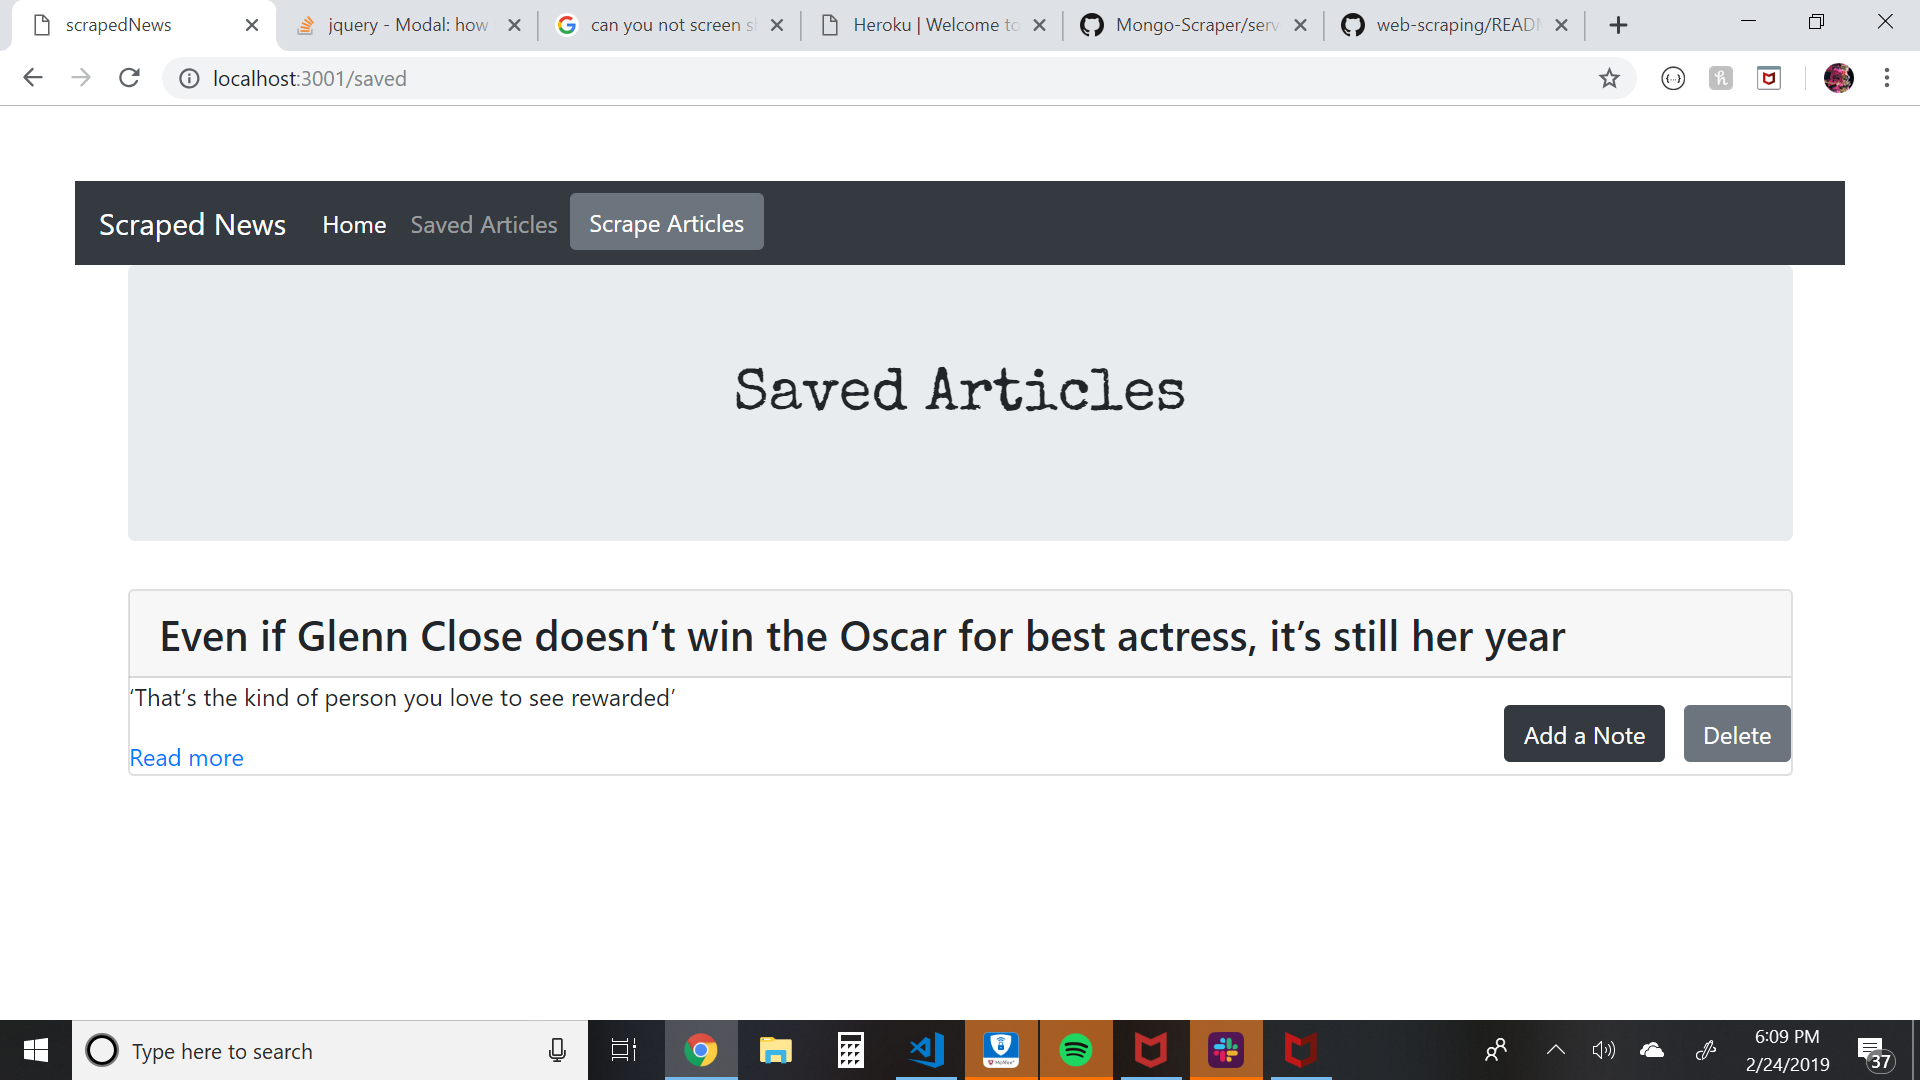 scrapedNews
jquery - Modal: how
can you not screen s
Heroku | Welcome to
Mongo-Scraper/serv
web-scraping/READ
localhost:3001/saved
Scraped News Home Saved Articles Scrape Articles
Saved Articles
Even if Glenn Close doesn’t win the Oscar for best actress, it’s still her year
‘That’s the kind of person you love to see rewarded’
Add a Note Delete
Read more
Type here to search
6:09 PM
2/24/2019
37